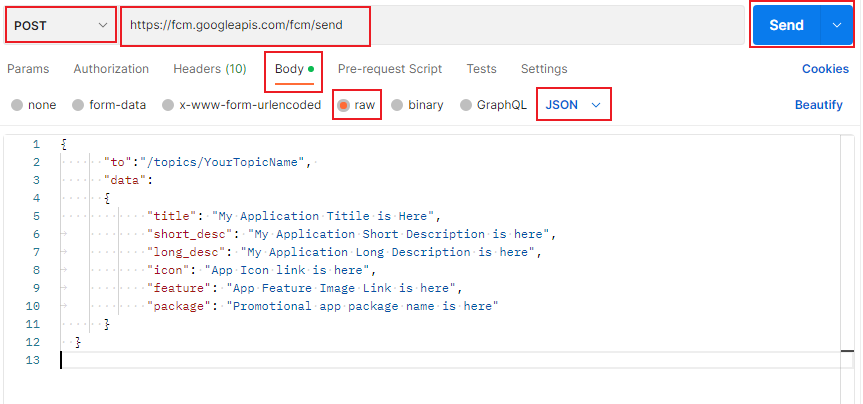 POST https://fcm.googleapis.com/fcm/send Send
Params Authorization Headers (10) Body Pre-request Script Tests Settings Cookies
none form-data x-www-form-urlencoded raw binary GraphQL JSON Beautify
1 {
2 "to":"/topics/YourTopicName",
3 "data":
4 {
5 "title": "My Application Titile is Here",
6 "short_desc": "My Application Short Description is here",
7 "long_desc": "My Application Long Description is here",
8 "icon": "App Icon link is here",
9 "feature": "App Feature Image Link is here",
10 "package": "Promotional app package name is here"
11 }
12 }
13